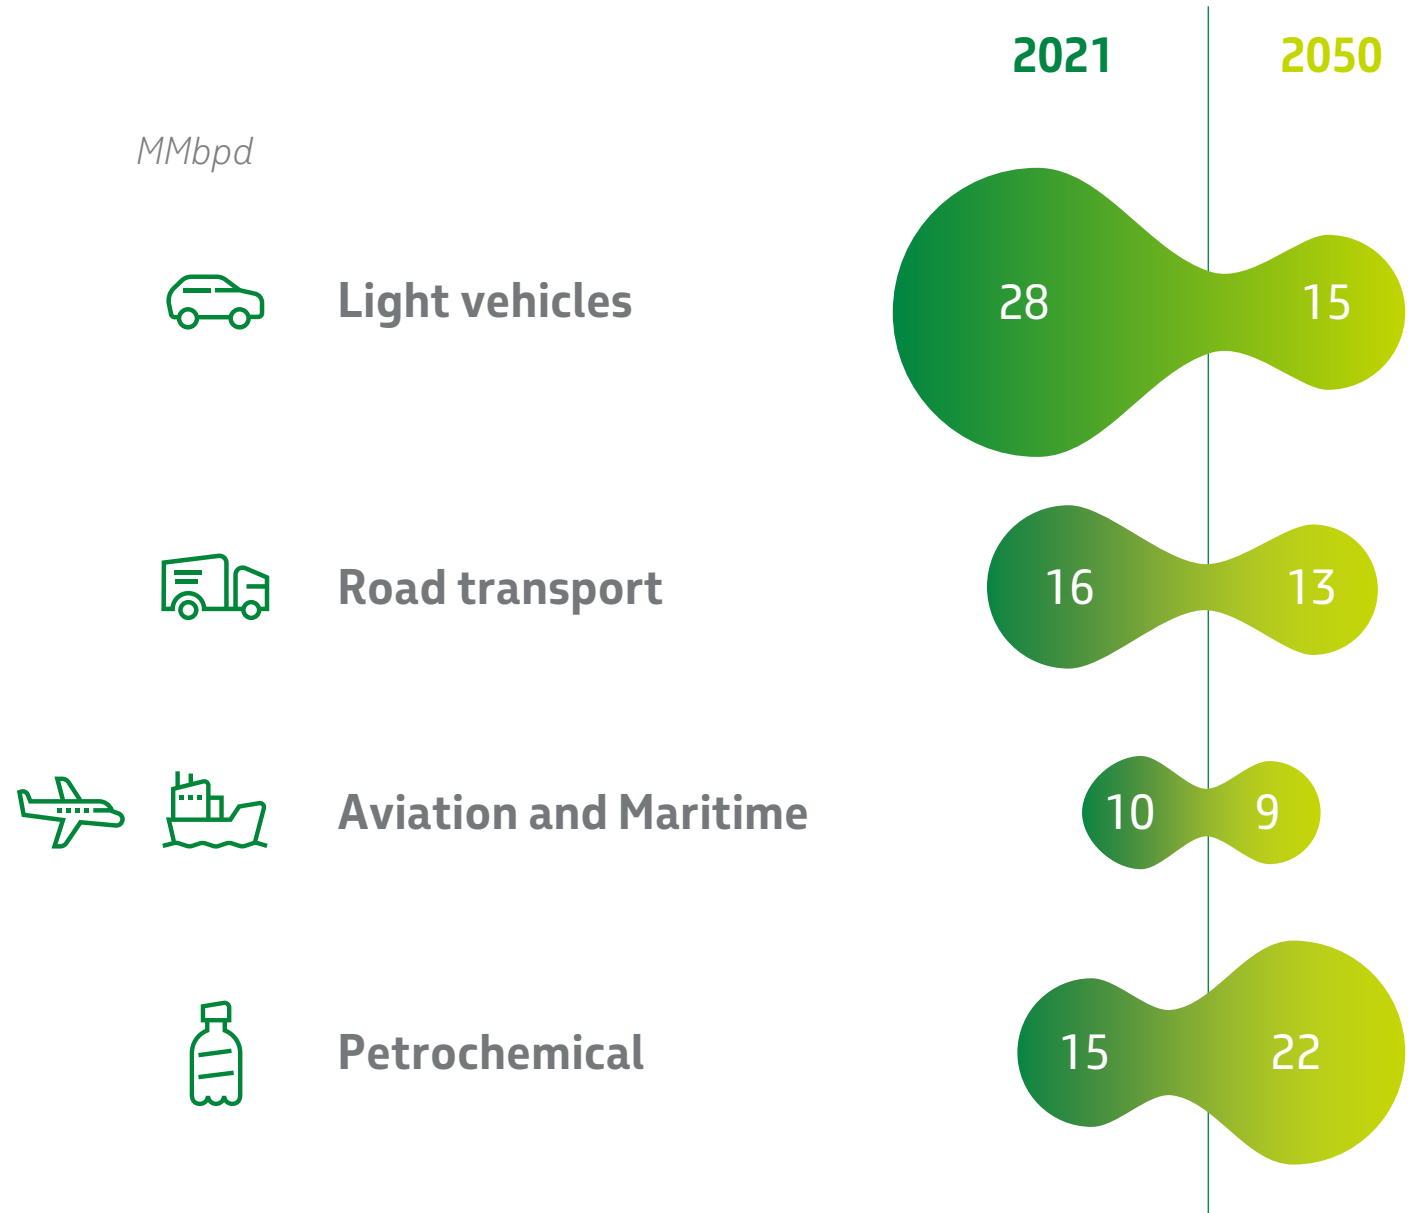 2021 2050
MMbpd
Light vehicles 28 15
Road transport 16 13
Aviation and Maritime 10 9
Petrochemical 15 22